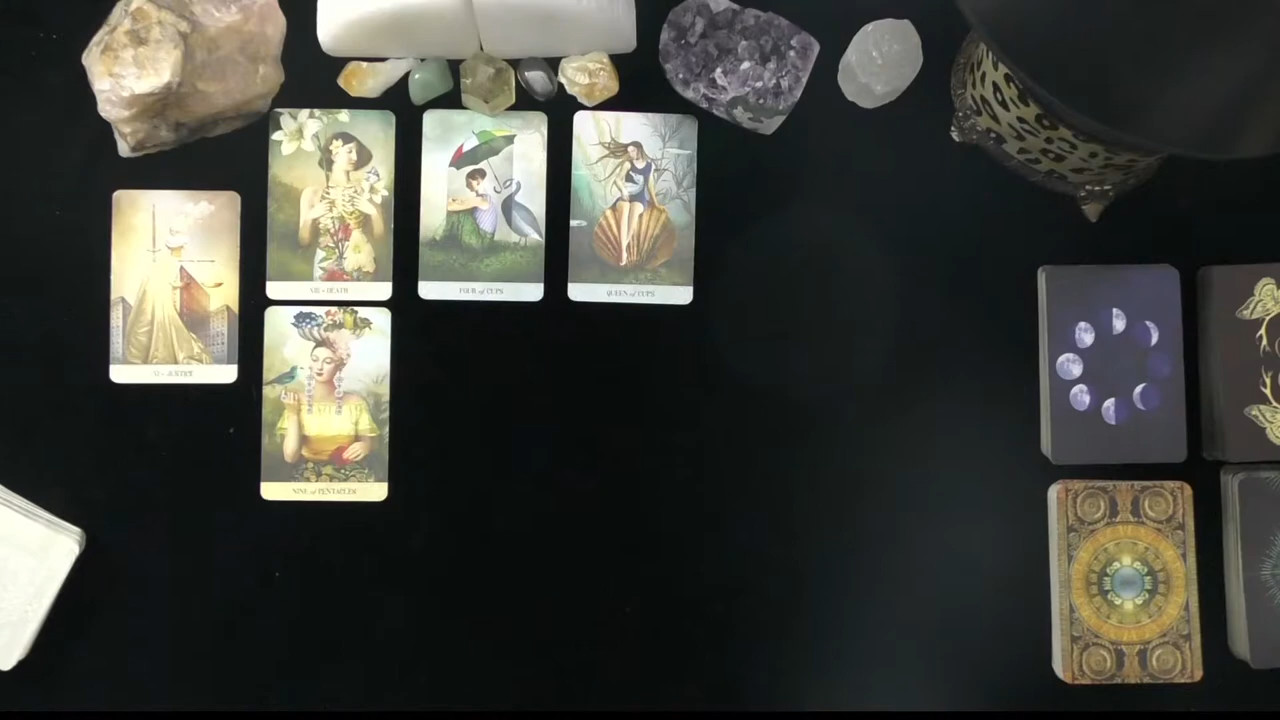 XI • JUSTICE
XIII • DEATH
FOUR of CUPS
QUEEN of CUPS
NINE of PENTACLES